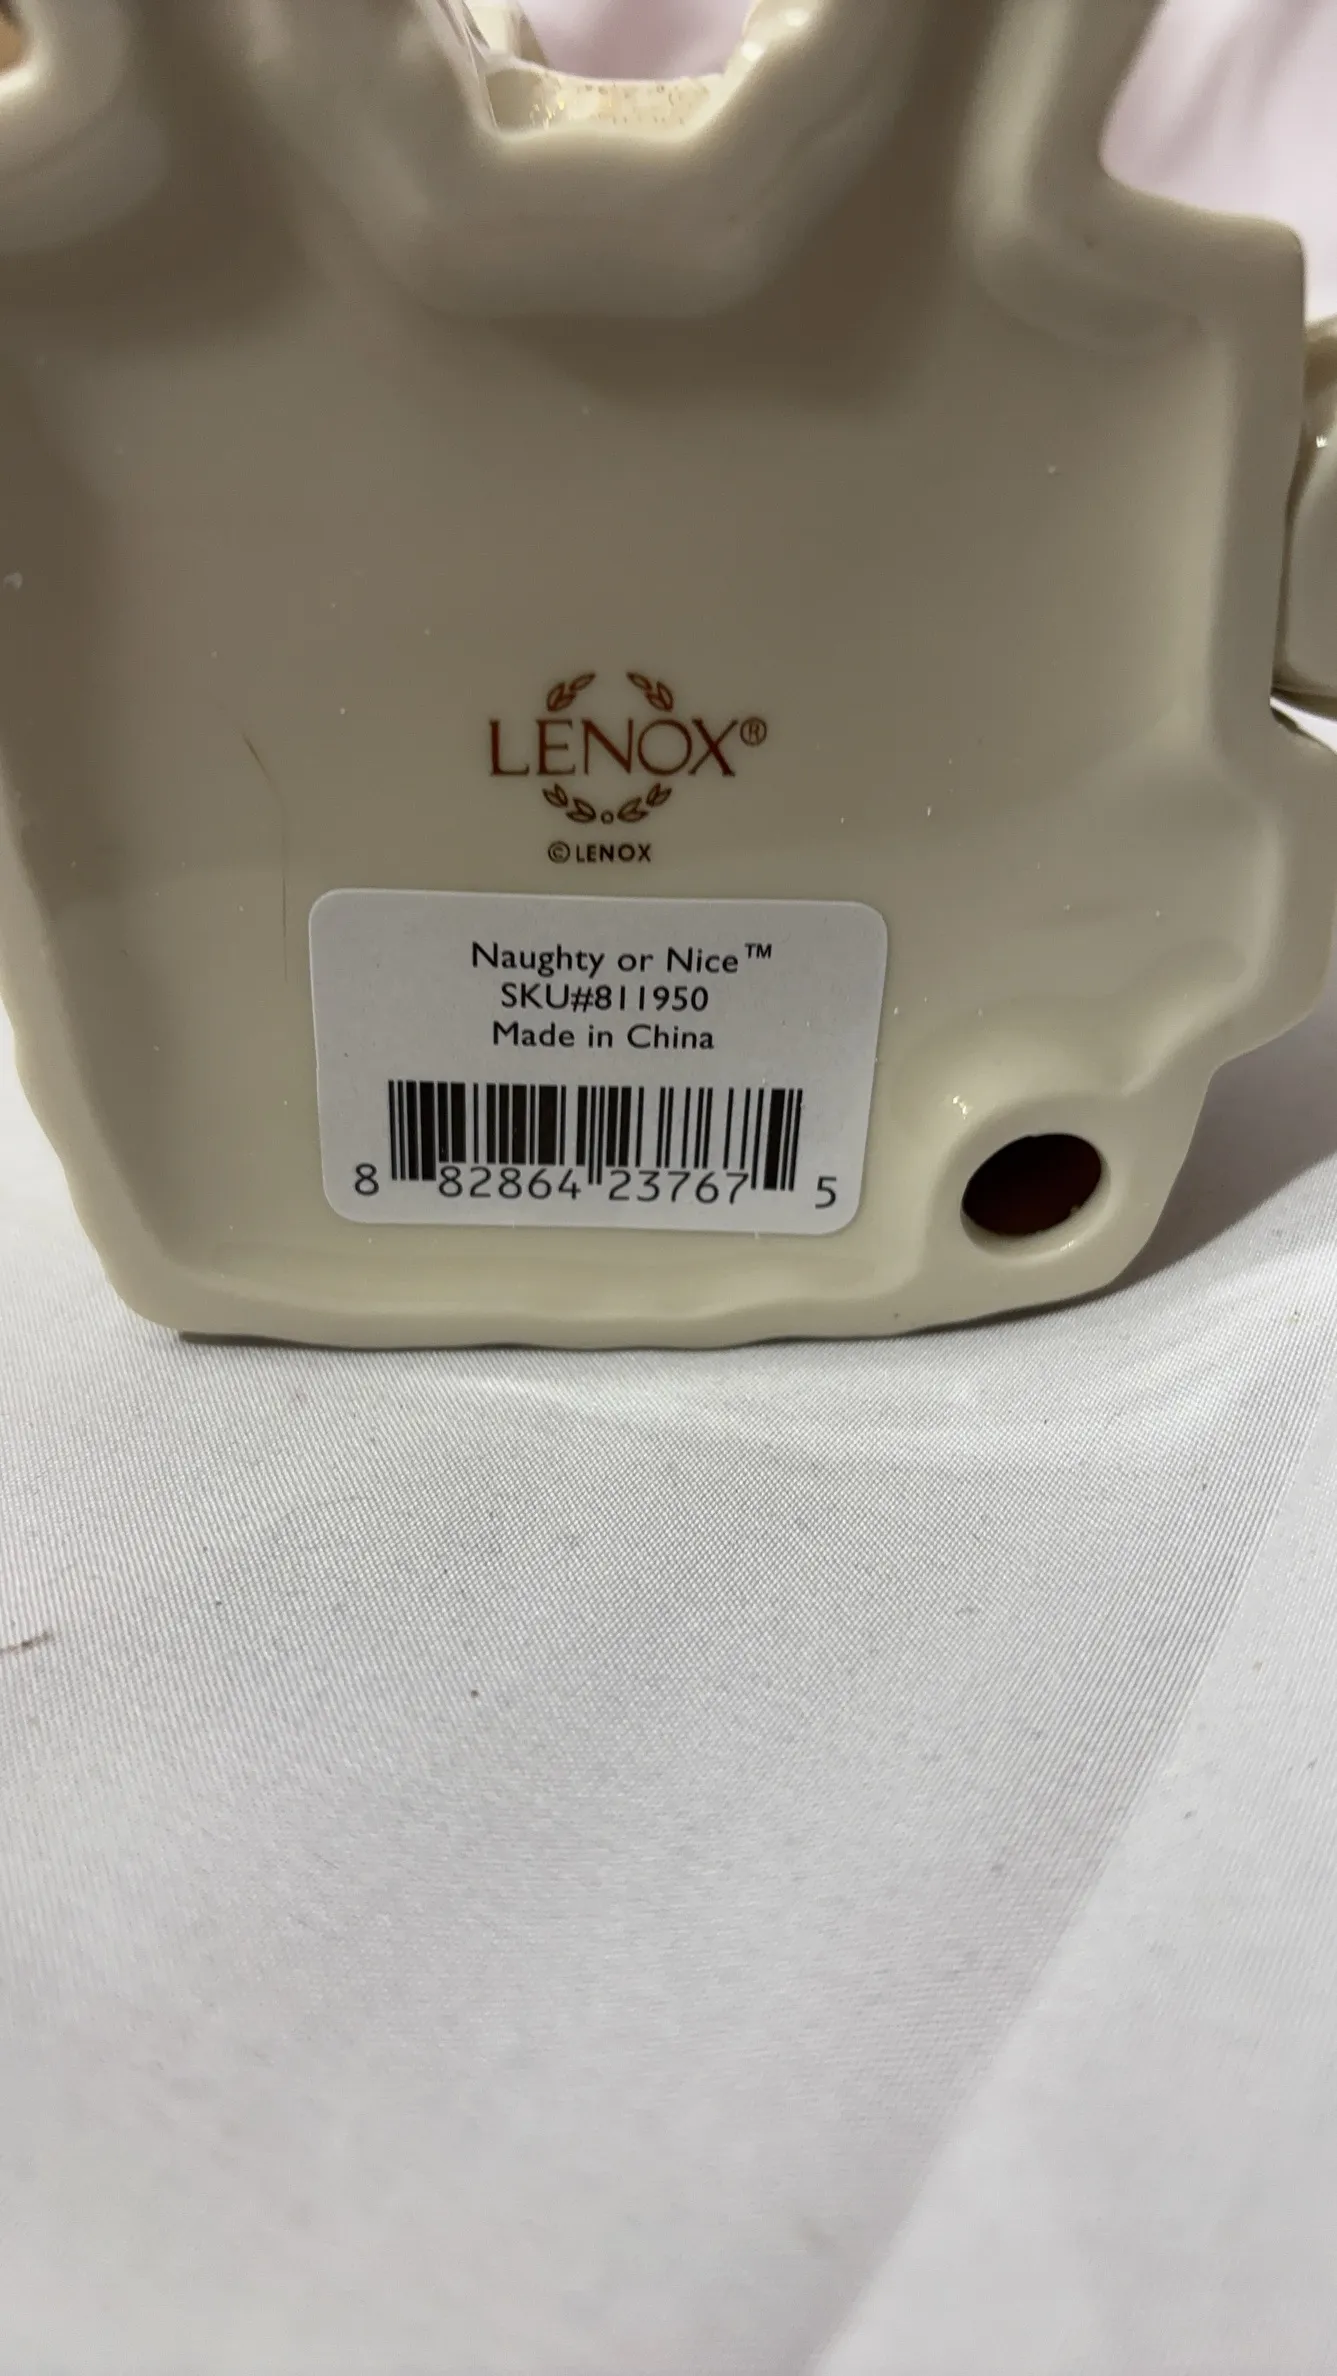 LENOX®
©LENOX
Naughty or Nice™
SKU#811950
Made in China
8 82864 23767 5